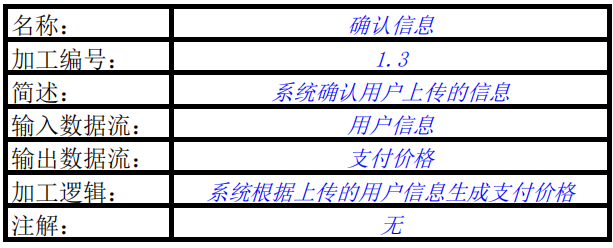 名称： 确认信息
加工编号： 1.3
简述： 系统确认用户上传的信息
输入数据流： 用户信息
输出数据流： 支付价格
加工逻辑： 系统根据上传的用户信息生成支付价格
注解： 无